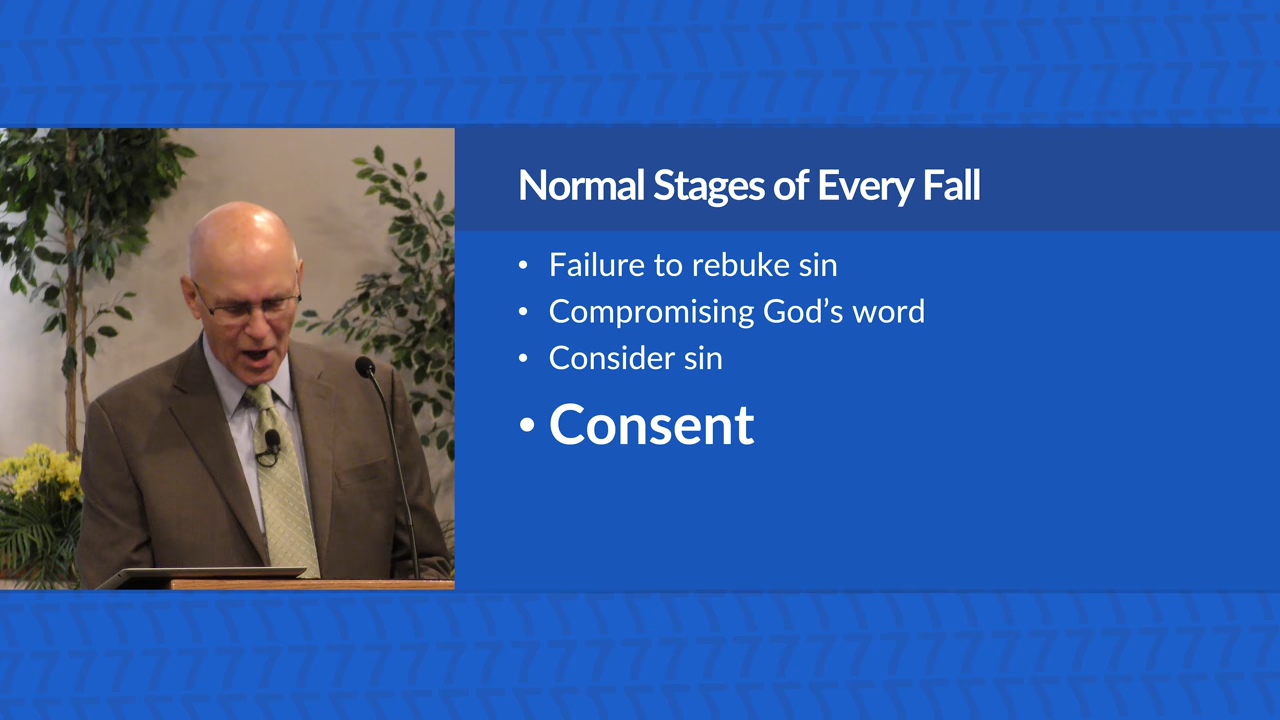 Normal Stages of Every Fall
• Failure to rebuke sin
• Compromising God’s word
• Consider sin
• Consent